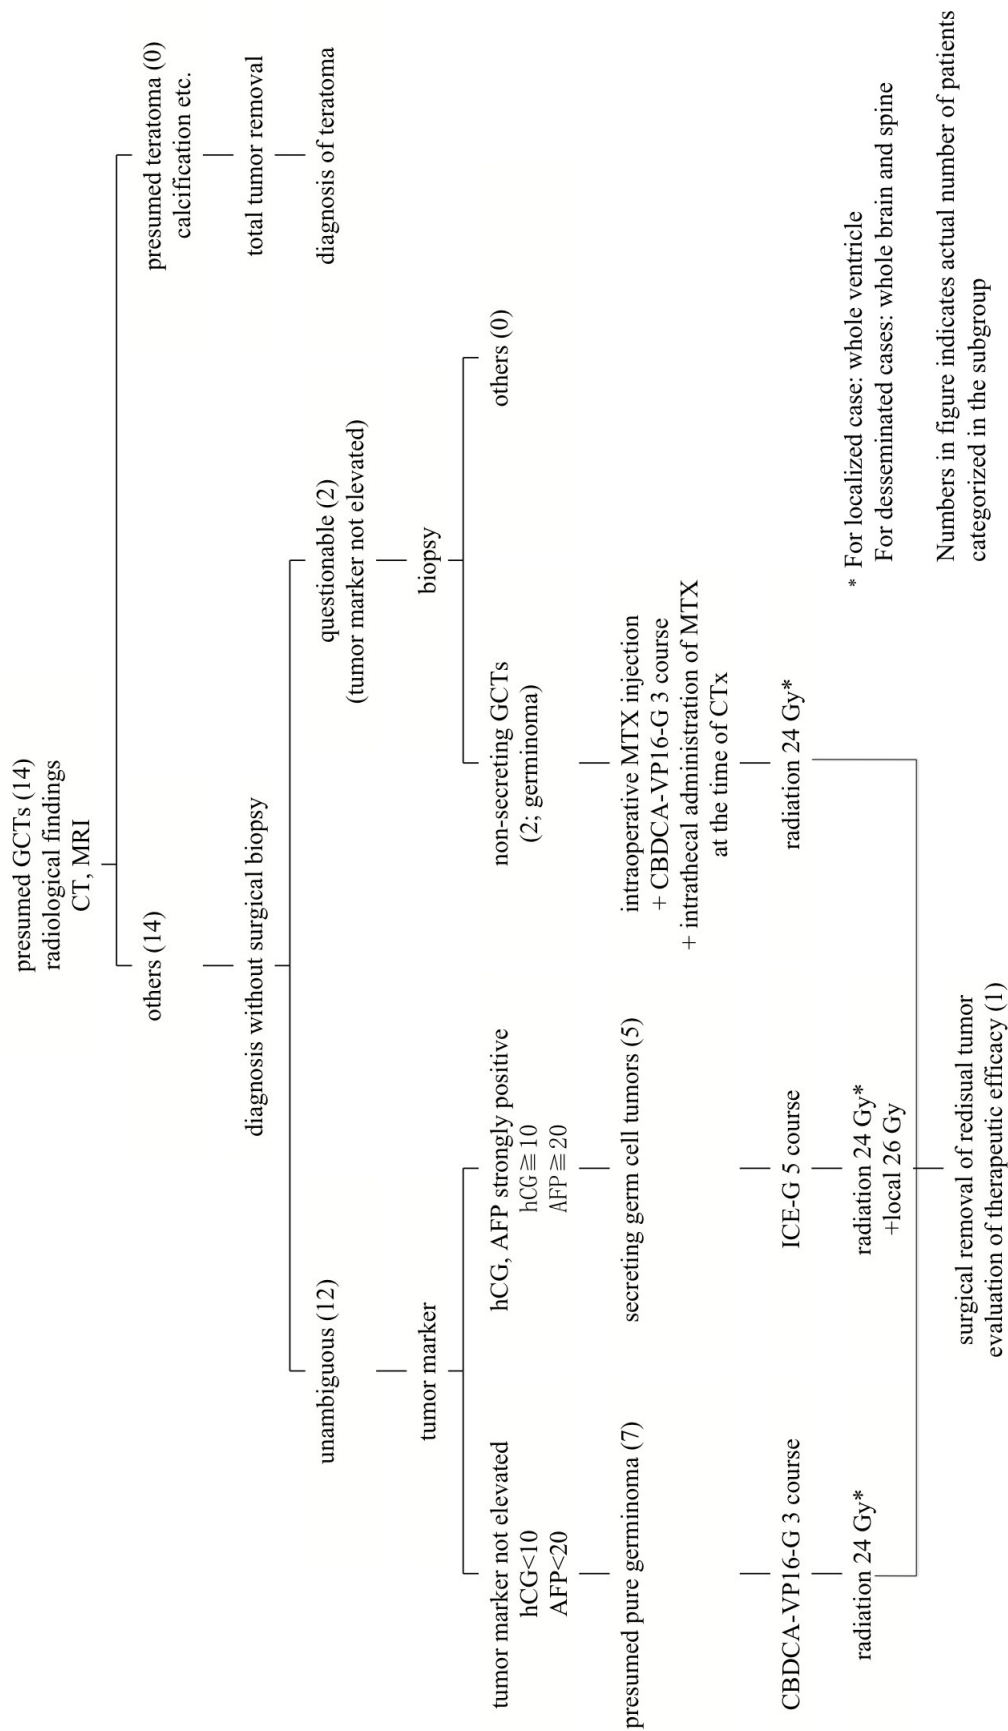 presumed GCTs (14)
radiological findings
CT, MRI
others (14)
presumed teratoma (0)
calcification etc.
total tumor removal
diagnosis of teratoma
diagnosis without surgical biopsy
unambiguous (12)
questionable (2)
(tumor marker not elevated)
tumor marker
biopsy
tumor marker not elevated
hCG<10
AFP<20
hCG, AFP strongly positive
hCG≧10
AFP≧20
non-secreting GCTs
(2; germinoma)
others (0)
presumed pure germinoma (7)
secreting germ cell tumors (5)
intraoperative MTX injection
+ CBDCA-VP16-G 3 course
+ intrathecal administration of MTX
at the time of CTx
CBDCA-VP16-G 3 course
ICE-G 5 course
radiation 24 Gy*
radiation 24 Gy*
radiation 24 Gy*
+local 26 Gy
surgical removal of redisual tumor
evaluation of therapeutic efficacy (1)
* For localized case: whole ventricle
For desseminated cases: whole brain and spine
Numbers in figure indicates actual number of patients
categorized in the subgroup